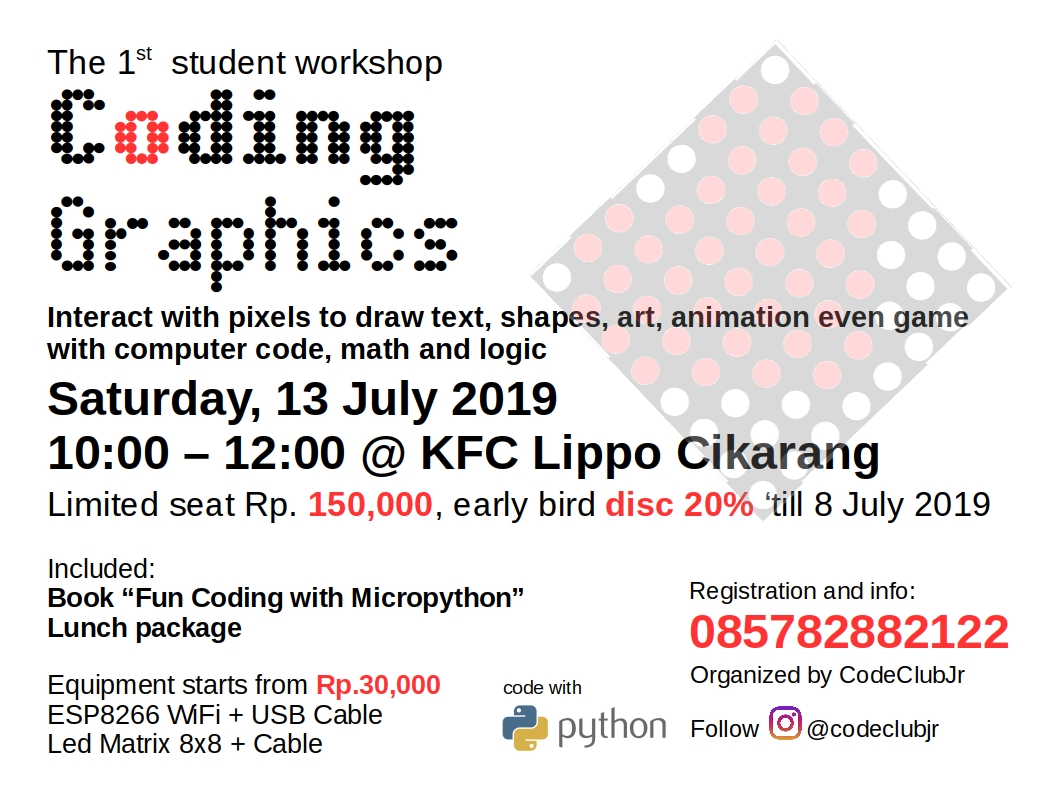 The 1st student workshop
Coding
Graphics
Interact with pixels to draw text, shapes, art, animation even game
with computer code, math and logic
Saturday, 13 July 2019
10:00 – 12:00 @ KFC Lippo Cikarang
Limited seat Rp. 150,000, early bird disc 20% ‘till 8 July 2019
Included:
Book “Fun Coding with Micropython”
Lunch package
Equipment starts from Rp.30,000
ESP8266 WiFi + USB Cable
Led Matrix 8x8 + Cable
code with
python
Registration and info:
085782882122
Organized by CodeClubJr
Follow @codeclubjr